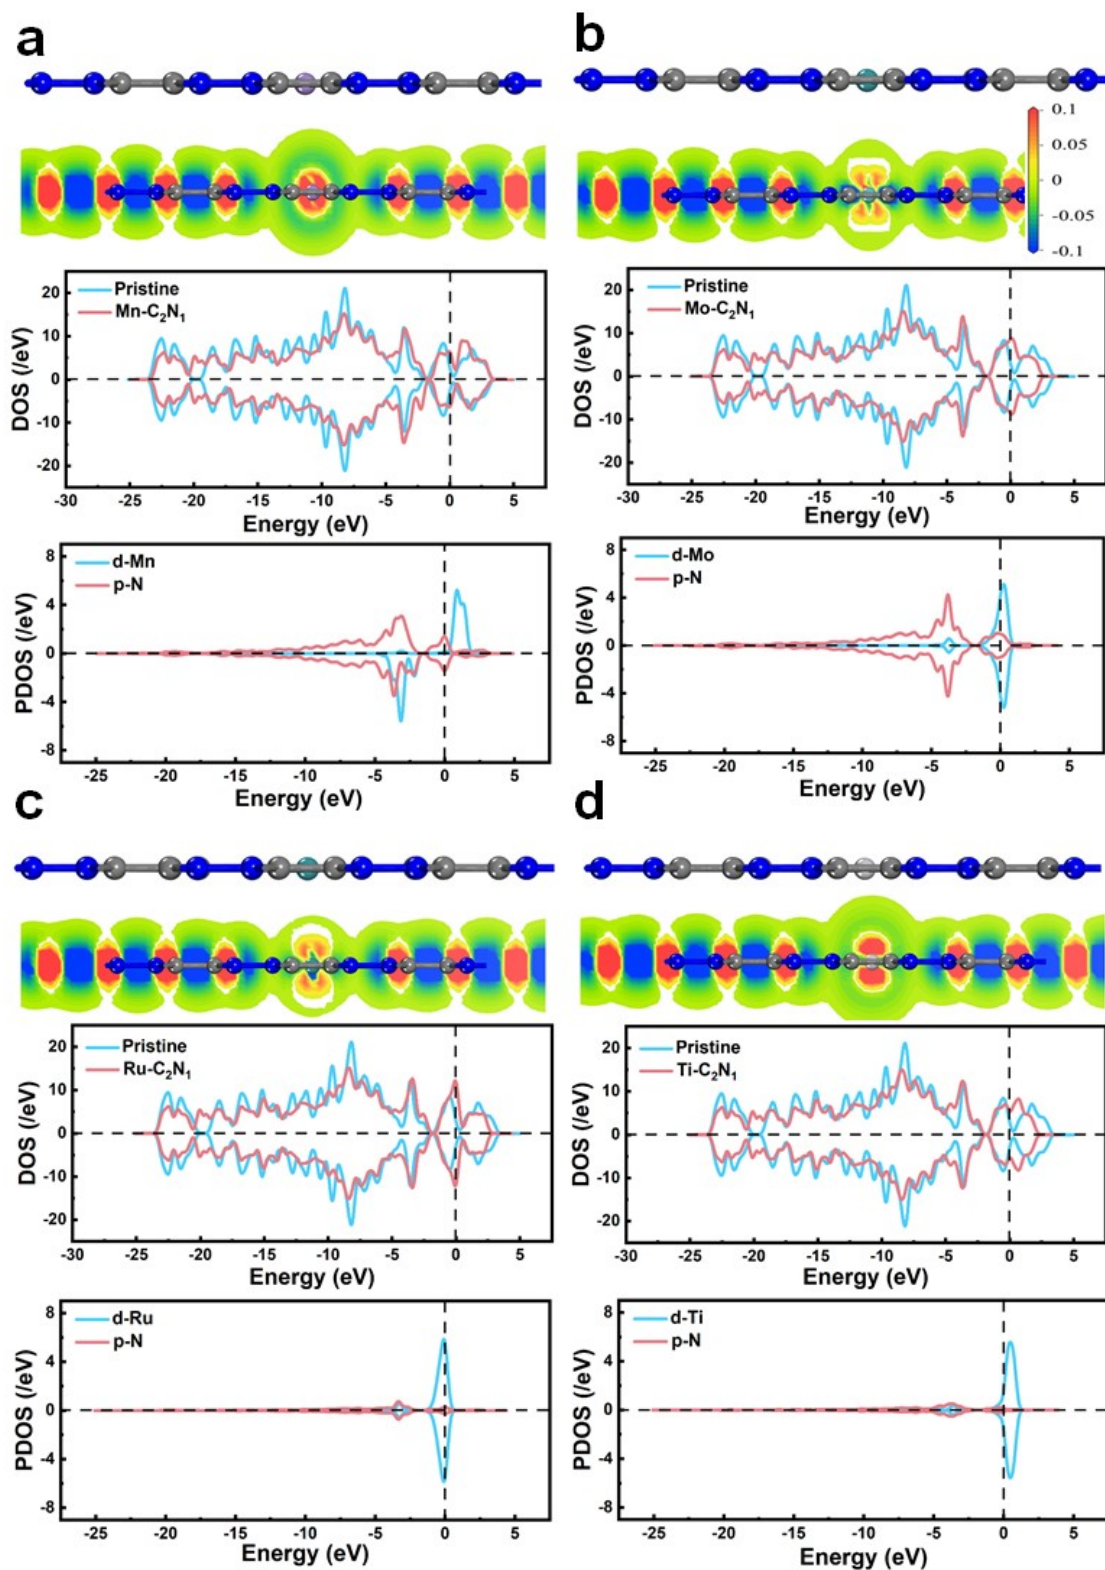 a
b
0.1
0.05
0
-0.05
-0.1
Pristine
Mn-C₂N₁
DOS (/eV)
20
10
0
-10
-20
-30 -25 -20 -15 -10 -5 0 5
Energy (eV)
Pristine
Mo-C₂N₁
DOS (/eV)
20
10
0
-10
-20
-30 -25 -20 -15 -10 -5 0 5
Energy (eV)
d-Mn
p-N
PDOS (/eV)
8
4
0
-4
-8
-25 -20 -15 -10 -5 0 5
Energy (eV)
d-Mo
p-N
PDOS (/eV)
8
4
0
-4
-8
-25 -20 -15 -10 -5 0 5
Energy (eV)
c
d
Pristine
Ru-C₂N₁
DOS (/eV)
20
10
0
-10
-20
-30 -25 -20 -15 -10 -5 0 5
Energy (eV)
Pristine
Ti-C₂N₁
DOS (/eV)
20
10
0
-10
-20
-30 -25 -20 -15 -10 -5 0 5
Energy (eV)
d-Ru
p-N
PDOS (/eV)
8
4
0
-4
-8
-25 -20 -15 -10 -5 0 5
Energy (eV)
d-Ti
p-N
PDOS (/eV)
8
4
0
-4
-8
-25 -20 -15 -10 -5 0 5
Energy (eV)